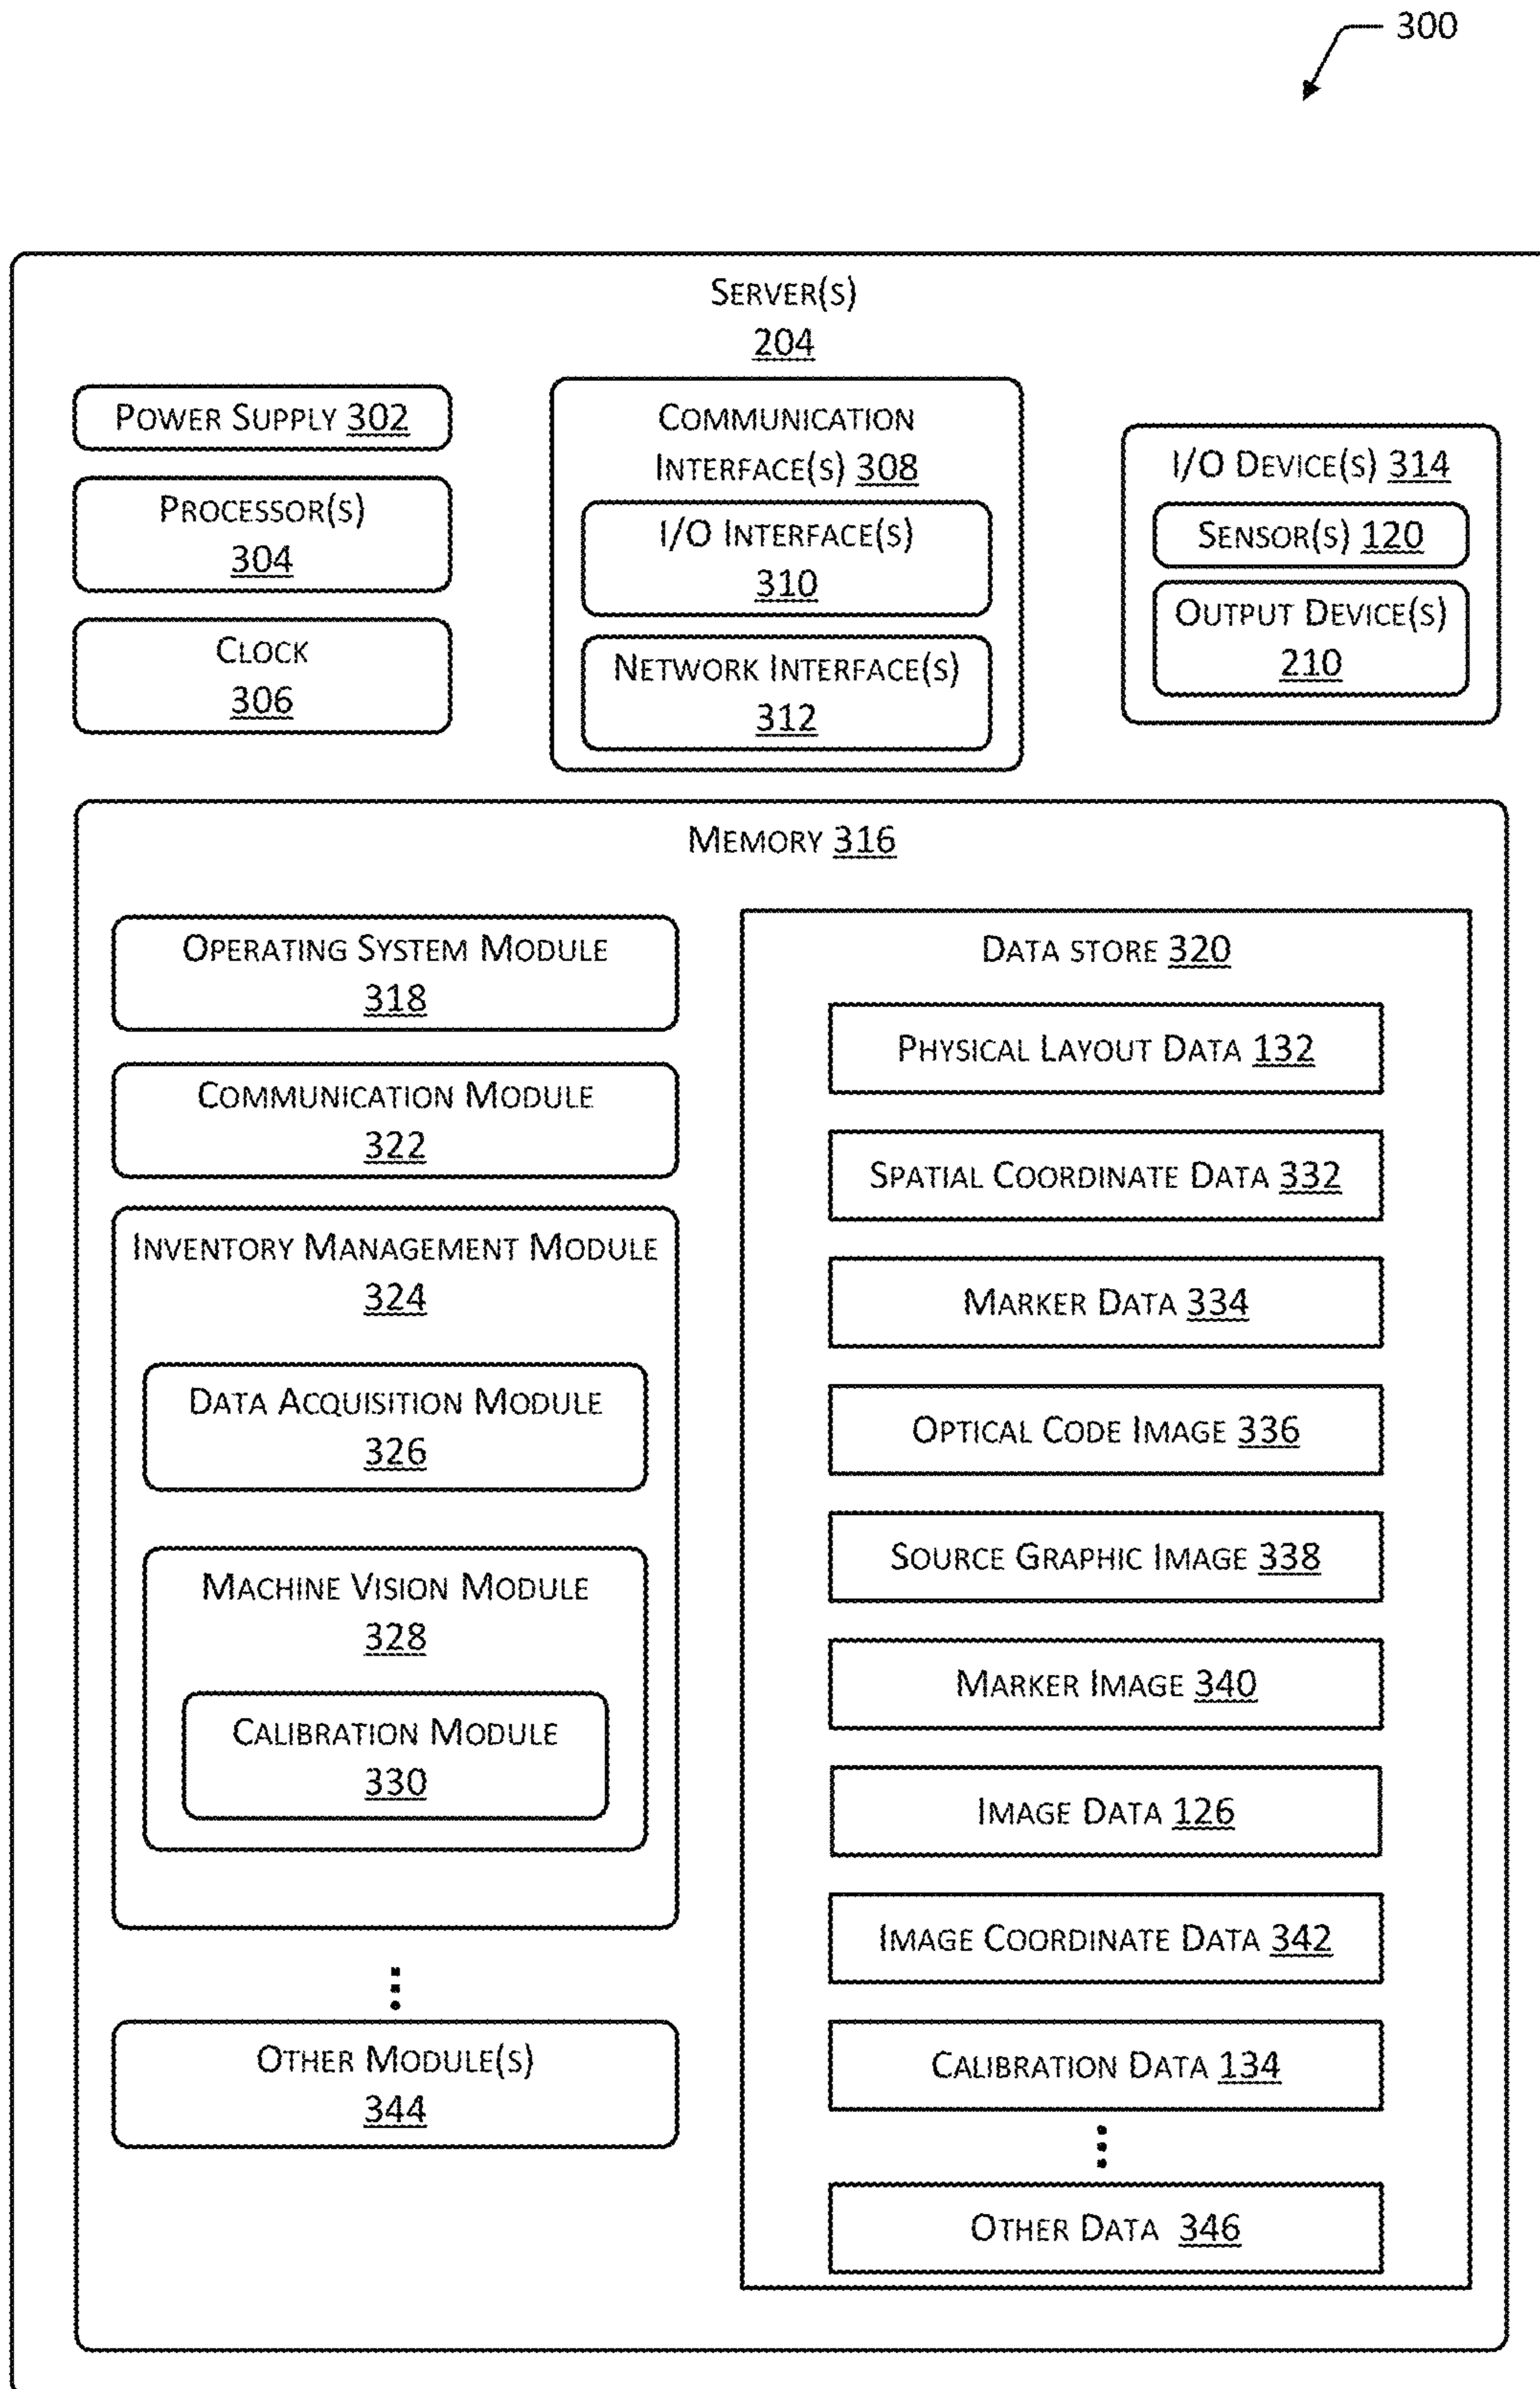 300
SERVER(S)
204
POWER SUPPLY 302
PROCESSOR(S)
304
CLOCK
306
COMMUNICATION
INTERFACE(S) 308
I/O INTERFACE(S)
310
NETWORK INTERFACE(S)
312
I/O DEVICE(S) 314
SENSOR(S) 120
OUTPUT DEVICE(S)
210
MEMORY 316
OPERATING SYSTEM MODULE
318
COMMUNICATION MODULE
322
INVENTORY MANAGEMENT MODULE
324
DATA ACQUISITION MODULE
326
MACHINE VISION MODULE
328
CALIBRATION MODULE
330
OTHER MODULE(S)
344
DATA STORE 320
PHYSICAL LAYOUT DATA 132
SPATIAL COORDINATE DATA 332
MARKER DATA 334
OPTICAL CODE IMAGE 336
SOURCE GRAPHIC IMAGE 338
MARKER IMAGE 340
IMAGE DATA 126
IMAGE COORDINATE DATA 342
CALIBRATION DATA 134
OTHER DATA 346